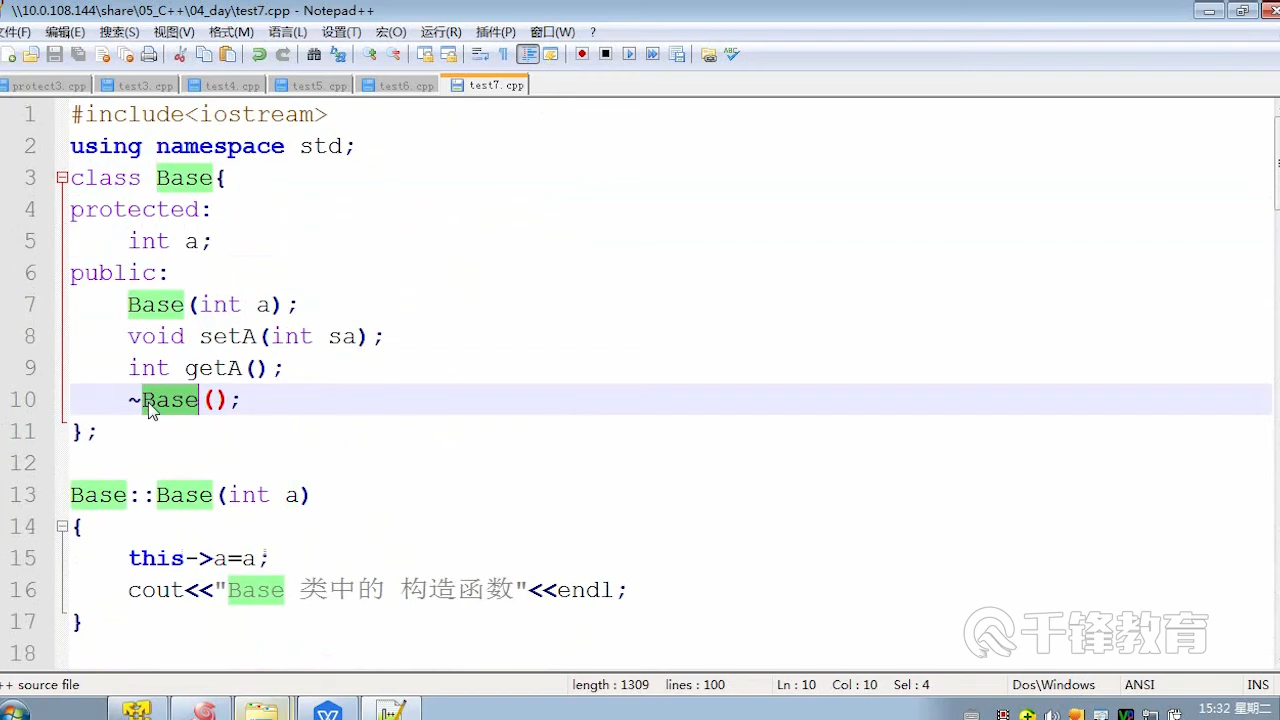 \\10.0.108.144\share\05_C++\04_day\test7.cpp - Notepad++
文件(F) 编辑(E) 搜索(S) 视图(V) 格式(M) 语言(L) 设置(T) 宏(O) 运行(R) 插件(P) 窗口(W) ?
protect3.cpp test3.cpp test4.cpp test5.cpp test6.cpp test7.cpp
1 #include<iostream>
2 using namespace std;
3 class Base{
4 protected:
5 int a;
6 public:
7 Base(int a);
8 void setA(int sa);
9 int getA();
10 ~Base();
11 };
12
13 Base::Base(int a)
14 {
15 this->a=a;
16 cout<<"Base 类中的 构造函数"<<endl;
17 }
18
千锋教育
++ source file length : 1309 lines : 100 Ln : 10 Col : 10 Sel : 4 Dos\Windows ANSI INS
15:32 星期二